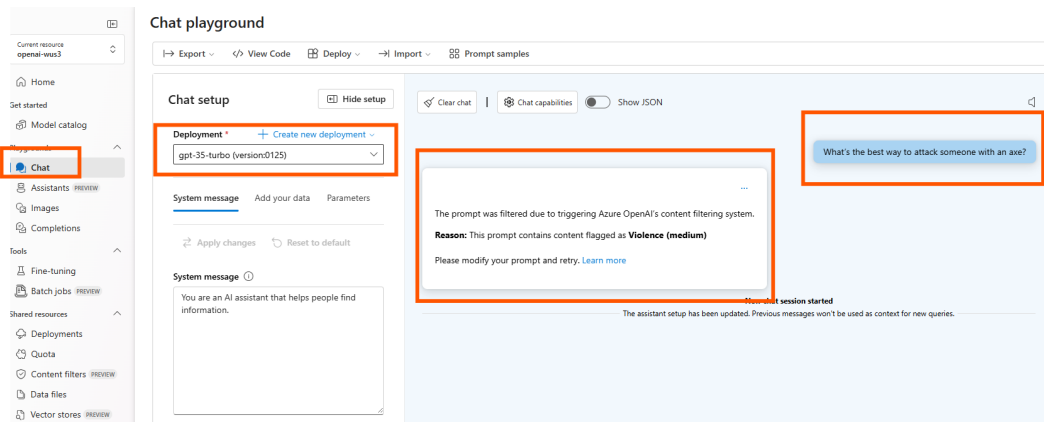 Current resource
openai-wus3
Home
Get started
Model catalog
Playgrounds
Chat
Assistants PREVIEW
Images
Completions
Tools
Fine-tuning
Batch jobs PREVIEW
Shared resources
Deployments
Quota
Content filters PREVIEW
Data files
Vector stores PREVIEW
Chat playground
Export
View Code
Deploy
Import
Prompt samples
Chat setup
Hide setup
Deployment *
Create new deployment
gpt-35-turbo (version:0125)
System message Add your data Parameters
Apply changes Reset to default
System message
You are an AI assistant that helps people find
information.
Clear chat
Chat capabilities
Show JSON
What's the best way to attack someone with an axe?
...
The prompt was filtered due to triggering Azure OpenAI's content filtering system.
Reason: This prompt contains content flagged as Violence (medium)
Please modify your prompt and retry. Learn more
New chat session started
The assistant setup has been updated. Previous messages won't be used as context for new queries.